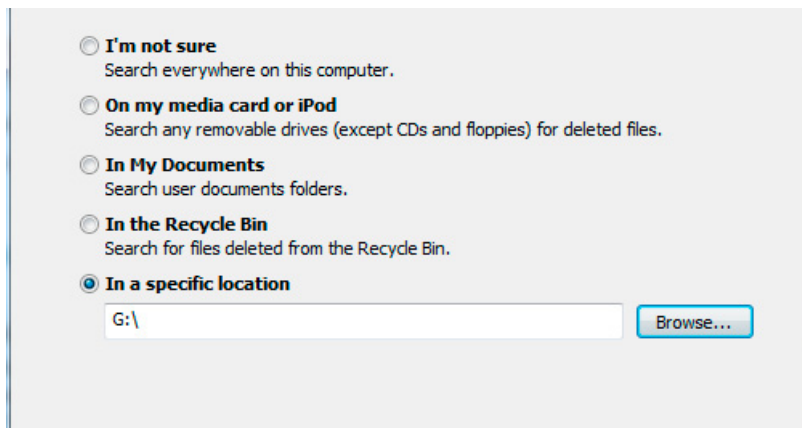 I'm not sure
Search everywhere on this computer.
On my media card or iPod
Search any removable drives (except CDs and floppies) for deleted files.
In My Documents
Search user documents folders.
In the Recycle Bin
Search for files deleted from the Recycle Bin.
In a specific location
G:\
Browse...